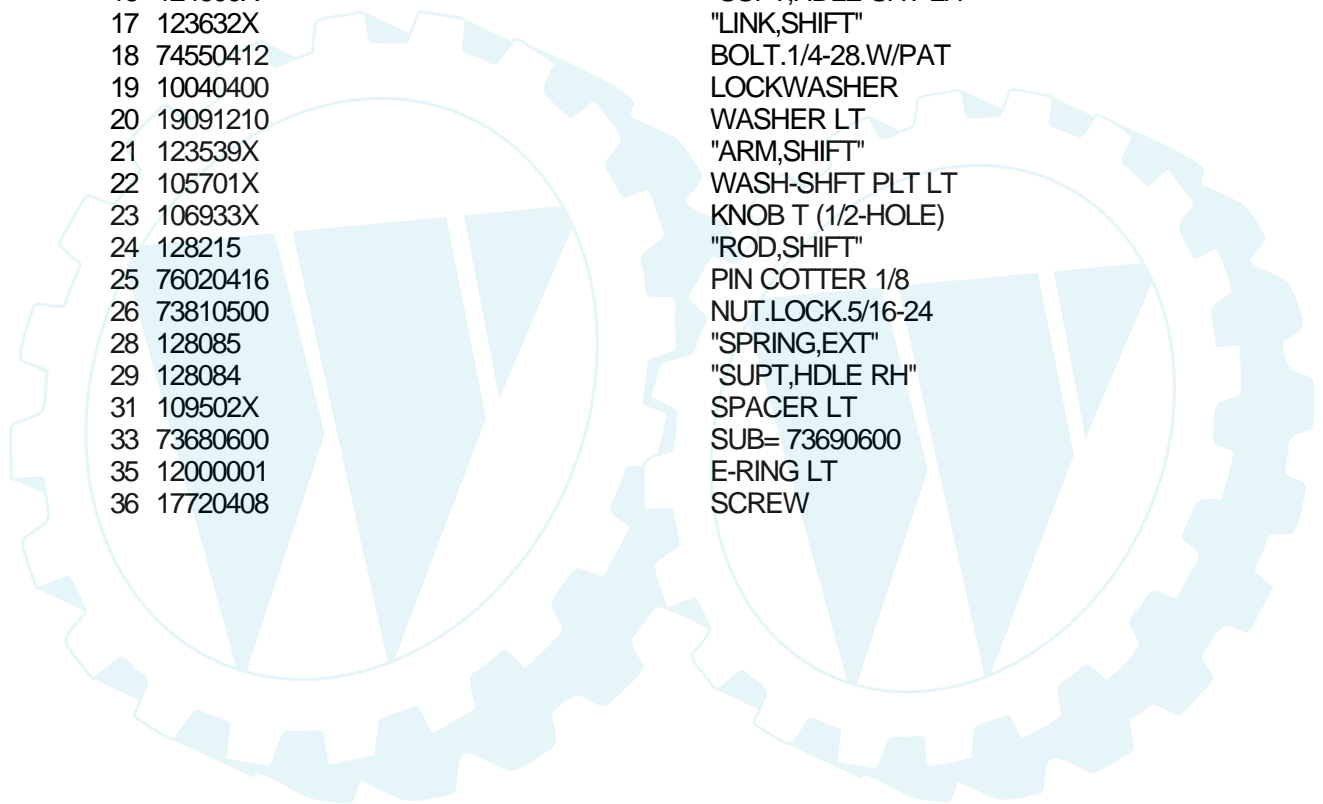 17 123632X "LINK,SHIFT"
18 74550412 BOLT.1/4-28.W/PAT
19 10040400 LOCKWASHER
20 19091210 WASHER LT
21 123539X "ARM,SHIFT"
22 105701X WASH-SHFT PLT LT
23 106933X KNOB T (1/2-HOLE)
24 128215 "ROD,SHIFT"
25 76020416 PIN COTTER 1/8
26 73810500 NUT.LOCK.5/16-24
28 128085 "SPRING,EXT"
29 128084 "SUPT,HDLE RH"
31 109502X SPACER LT
33 73680600 SUB= 73690600
35 12000001 E-RING LT
36 17720408 SCREW